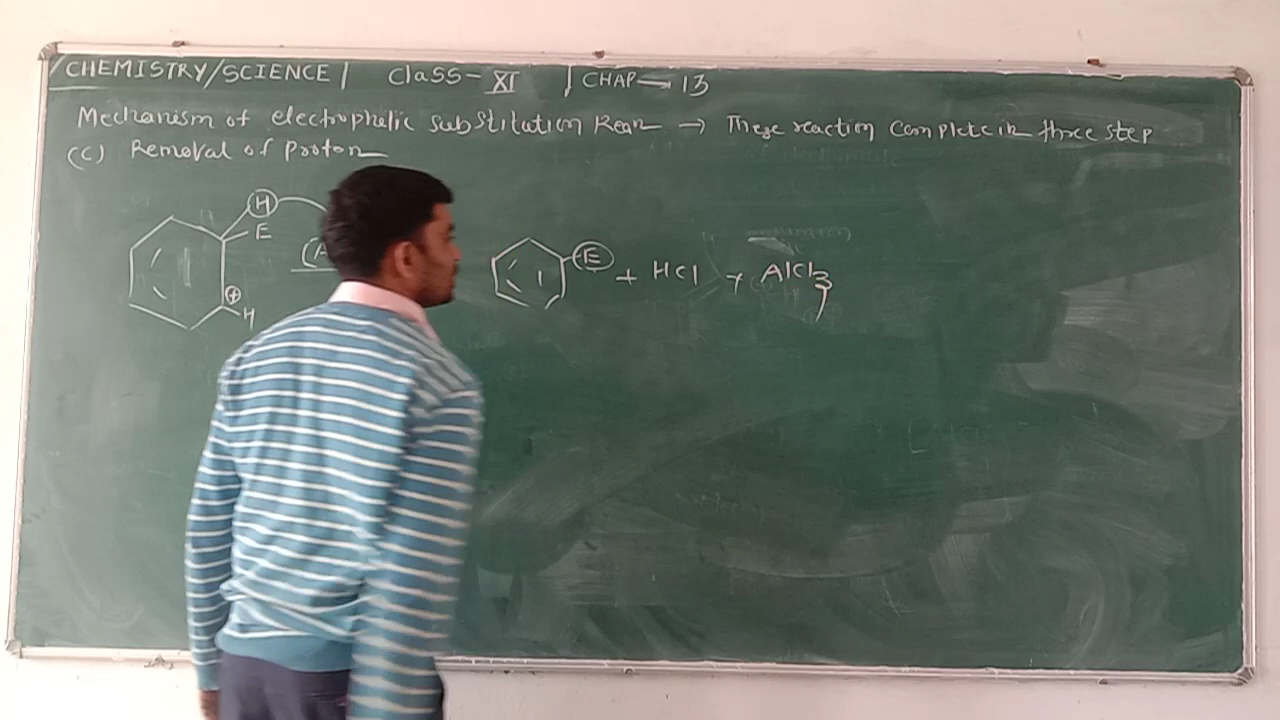 CHEMISTRY/SCIENCE | Class - XI | CHAP — 13
Mechanism of electrophelic substitution Rean → These reaction complete in three step
(c) Removal of Proton
H
E
(A
⊕
H
E + HCl + AlCl3